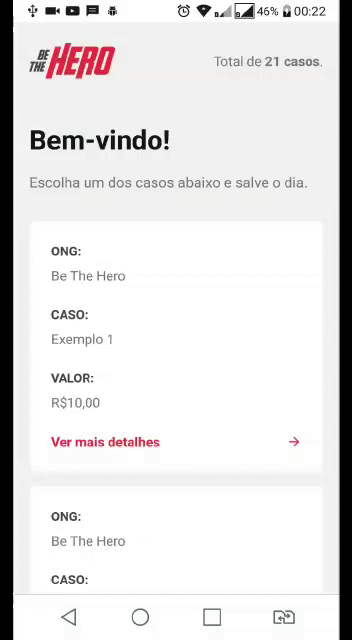 46% 00:22
BE THE HERO
Total de 21 casos.
Bem-vindo!
Escolha um dos casos abaixo e salve o dia.
ONG:
Be The Hero
CASO:
Exemplo 1
VALOR:
R$10,00
Ver mais detalhes
ONG:
Be The Hero
CASO: